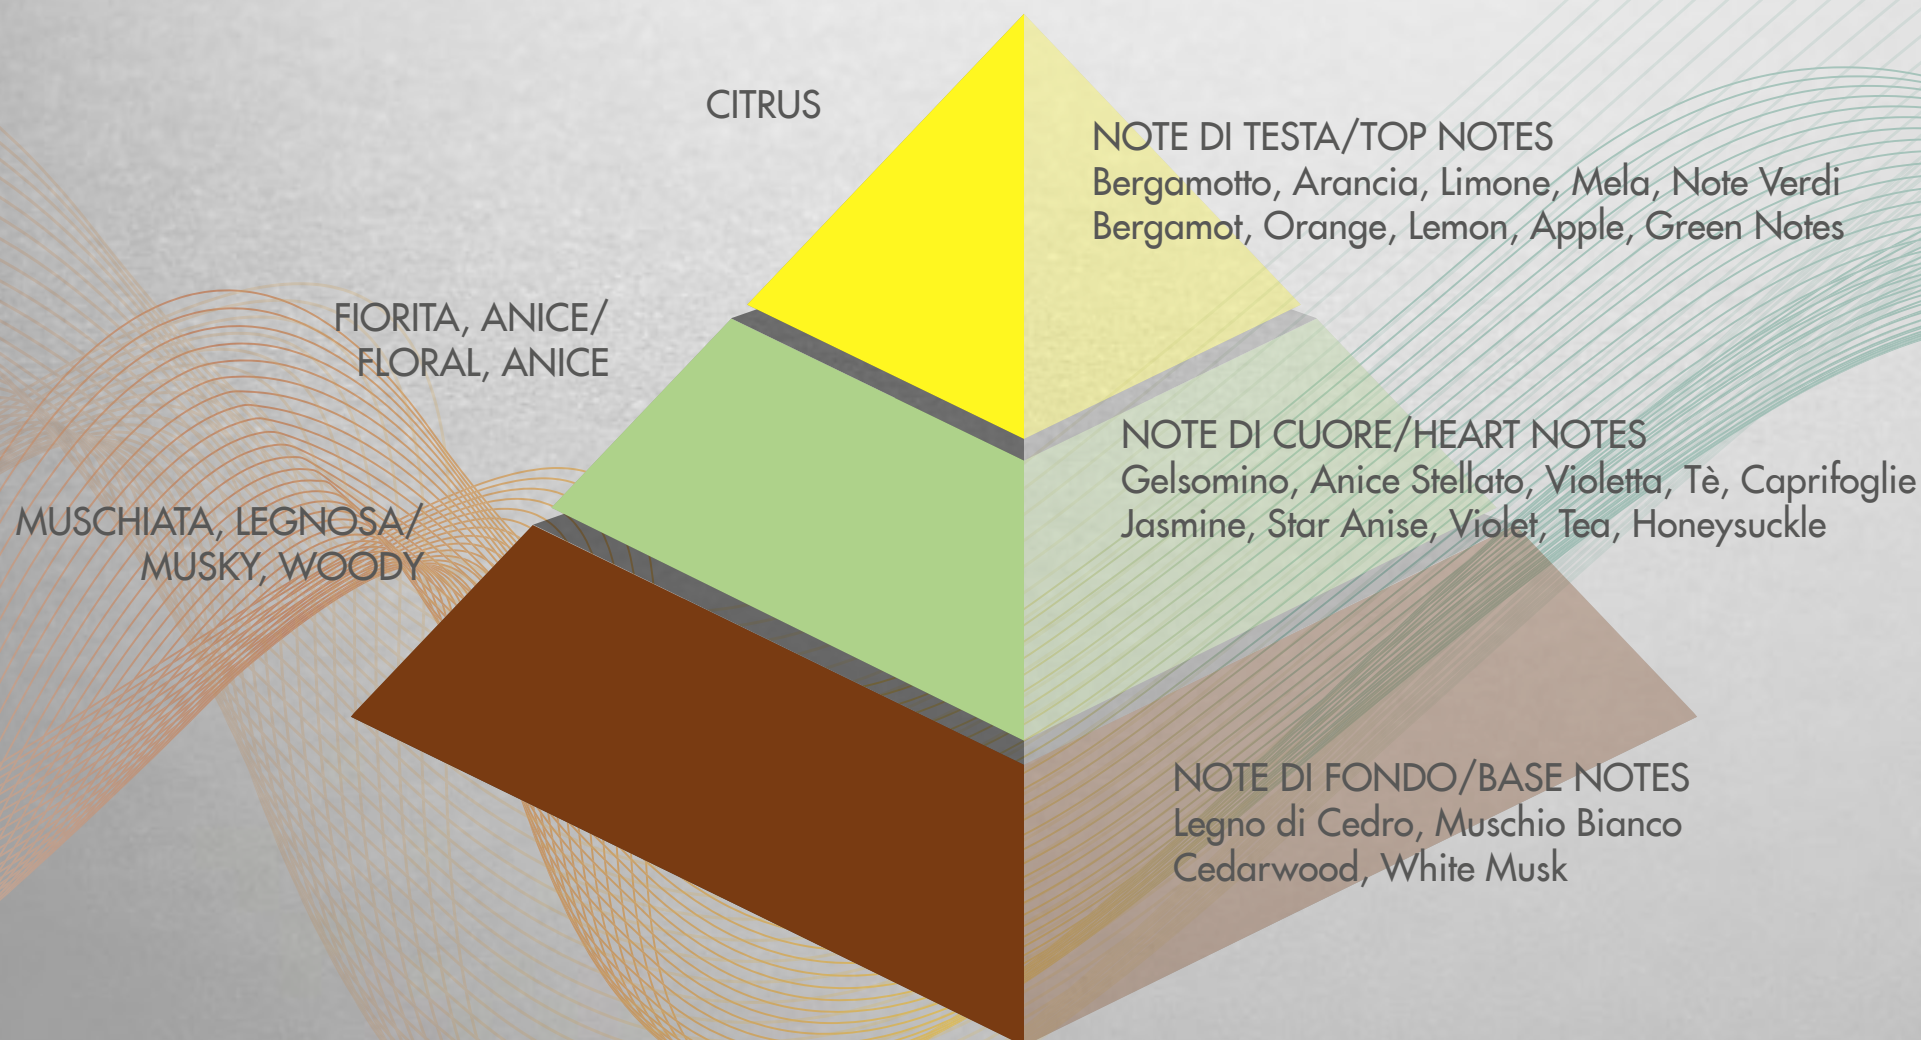 CITRUS
NOTE DI TESTA/TOP NOTES
Bergamotto, Arancia, Limone, Mela, Note Verdi
Bergamot, Orange, Lemon, Apple, Green Notes
FIORITA, ANICE/
FLORAL, ANICE
NOTE DI CUORE/HEART NOTES
Gelsomino, Anice Stellato, Violetta, Tè, Caprifoglie
Jasmine, Star Anise, Violet, Tea, Honeysuckle
MUSCHIATA, LEGNOSA/
MUSKY, WOODY
NOTE DI FONDO/BASE NOTES
Legno di Cedro, Muschio Bianco
Cedarwood, White Musk